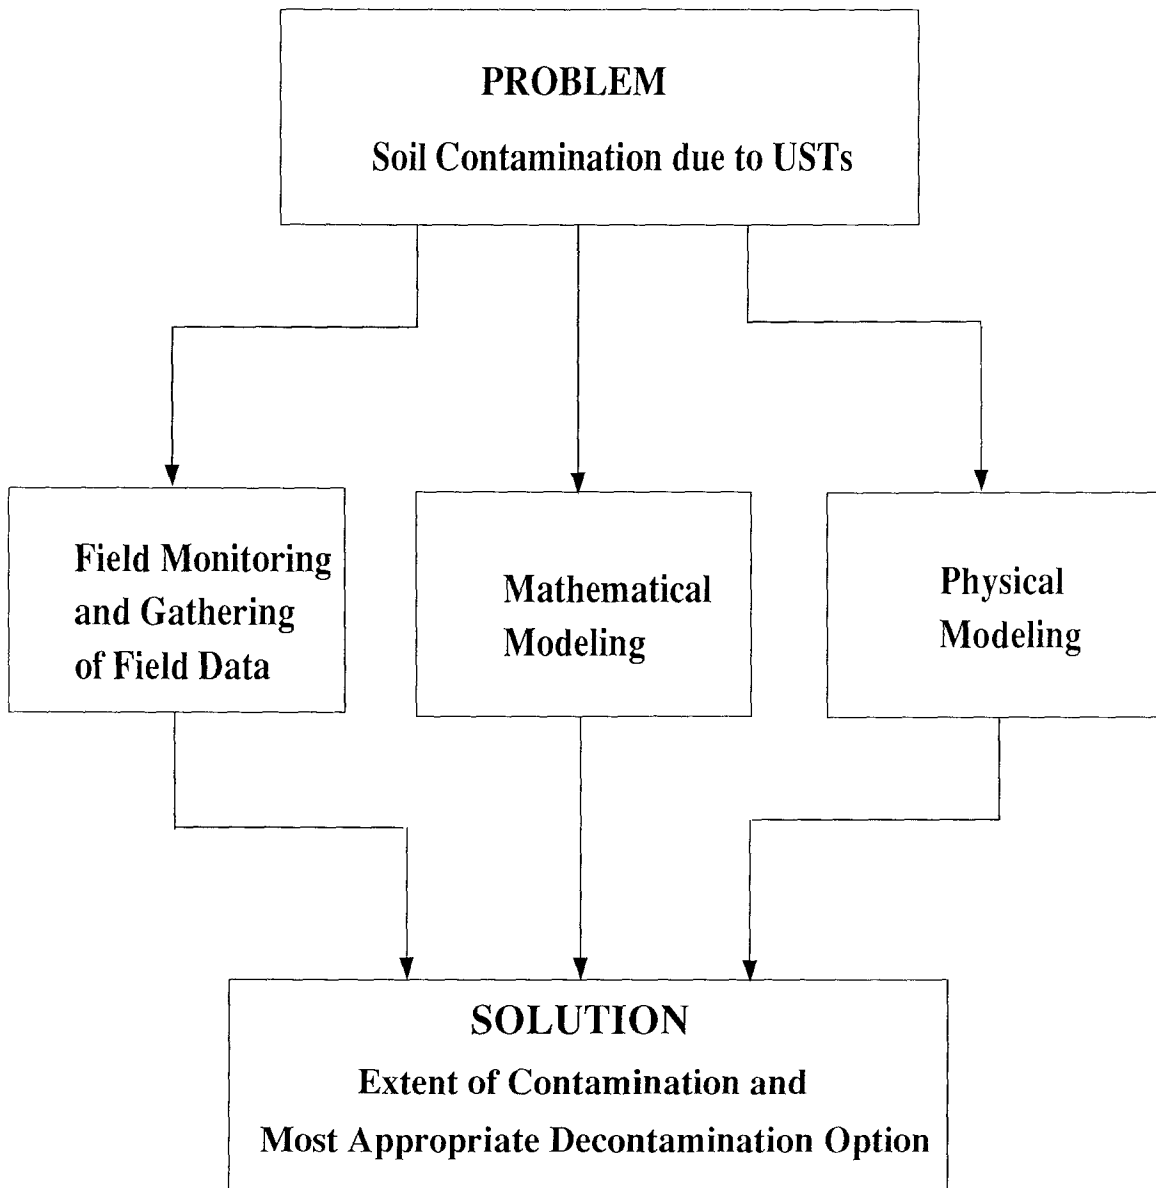 PROBLEM
Soil Contamination due to USTs
Field Monitoring
and Gathering
of Field Data
Mathematical
Modeling
Physical
Modeling
SOLUTION
Extent of Contamination and
Most Appropriate Decontamination Option